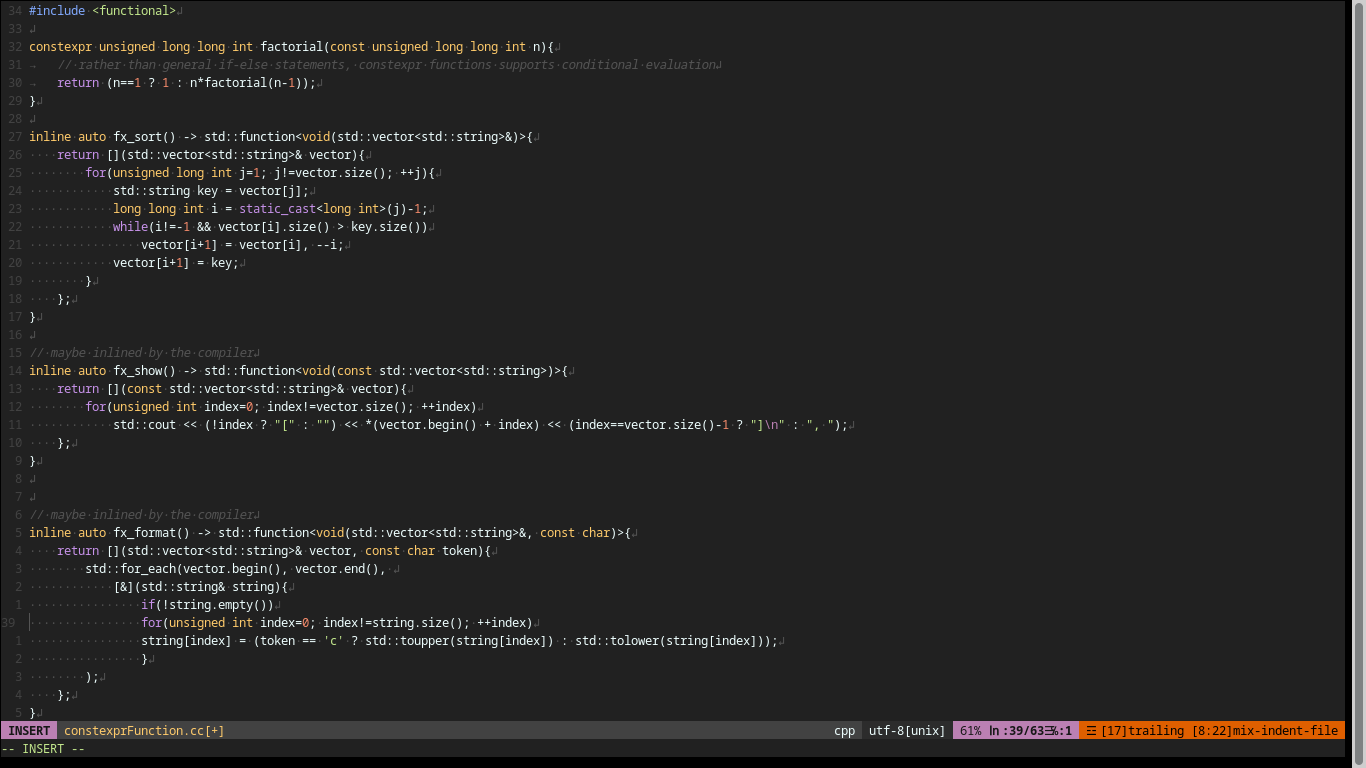 34 #include <functional>
33
32 constexpr unsigned long long int factorial(const unsigned long long int n){
31     // rather than general if-else statements, constexpr functions supports conditional evaluation
30     return (n==1 ? 1 : n*factorial(n-1));
29 }
28
27 inline auto fx_sort() -> std::function<void(std::vector<std::string>&)>{
26     return [](std::vector<std::string>& vector){
25         for(unsigned long int j=1; j!=vector.size(); ++j){
24             std::string key = vector[j];
23             long long int i = static_cast<long int>(j)-1;
22             while(i!=-1 && vector[i].size() > key.size())
21                 vector[i+1] = vector[i], --i;
20             vector[i+1] = key;
19         }
18     };
17 }
16
15 // maybe inlined by the compiler
14 inline auto fx_show() -> std::function<void(const std::vector<std::string>)>{
13     return [](const std::vector<std::string>& vector){
12         for(unsigned int index=0; index!=vector.size(); ++index)
11             std::cout << (!index ? "[" : "") << *(vector.begin() + index) << (index==vector.size()-1 ? "]\n" : ", ");
10     };
9 }
8
7
6 // maybe inlined by the compiler
5 inline auto fx_format() -> std::function<void(std::vector<std::string>&, const char)>{
4     return [](std::vector<std::string>& vector, const char token){
3         std::for_each(vector.begin(), vector.end(),
2             [&](std::string& string){
1                 if(!string.empty())
39                 for(unsigned int index=0; index!=string.size(); ++index)
1                 string[index] = (token == 'c' ? std::toupper(string[index]) : std::tolower(string[index]));
2                 }
3         );
4     };
5 }
INSERT constexprFunction.cc[+] cpp utf-8[unix] 61% ln :39/63☰℅:1 ☲ [17]trailing [8:22]mix-indent-file
-- INSERT --